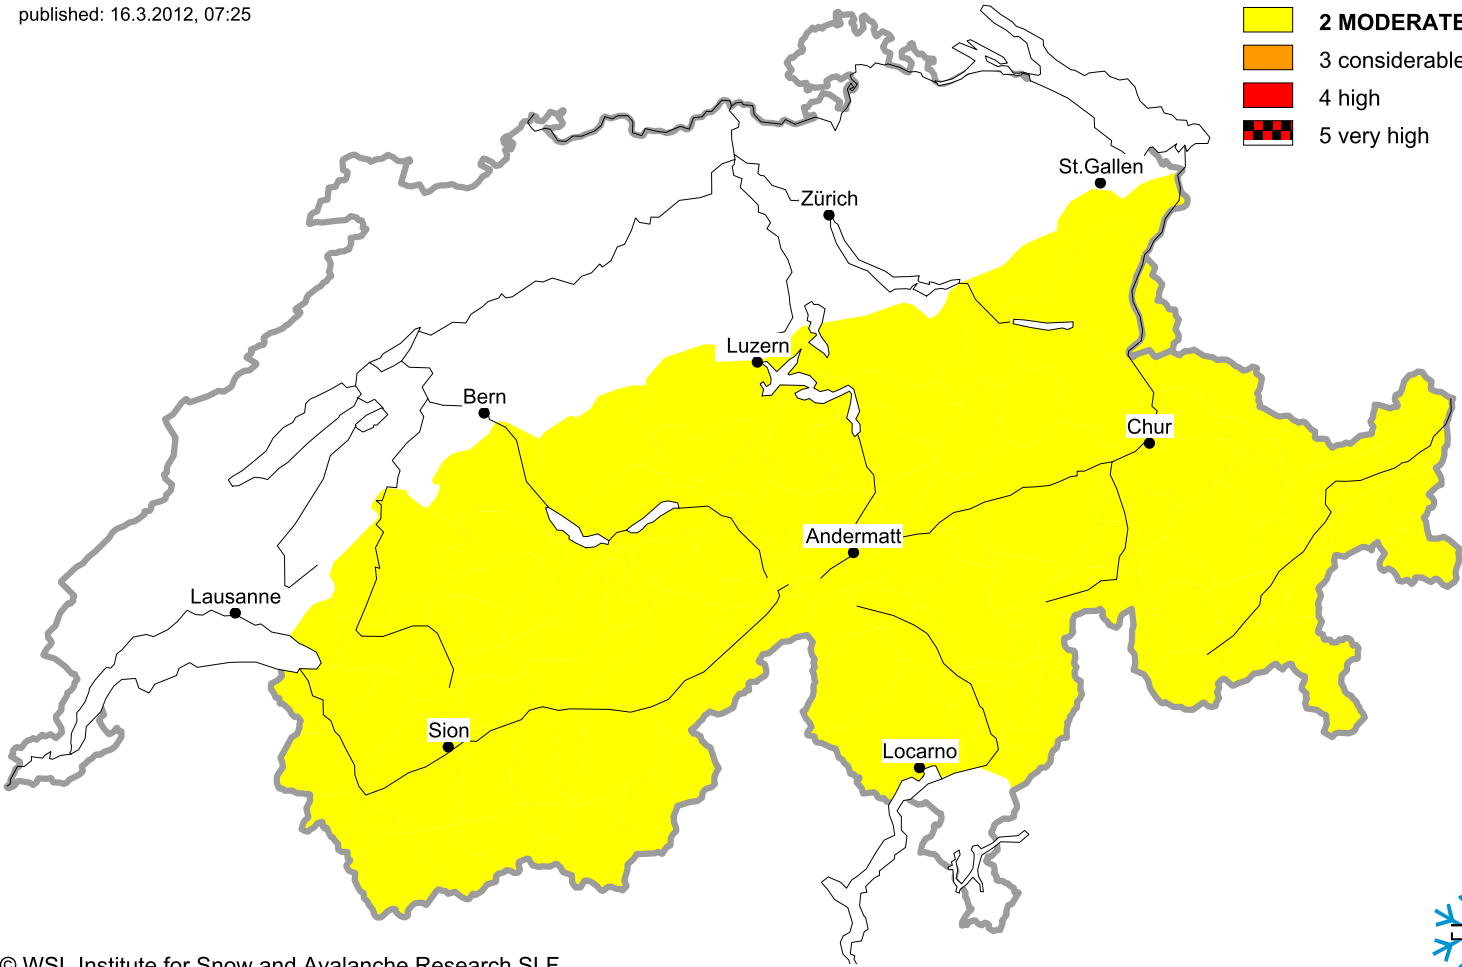 published: 16.3.2012, 07:25
2 MODERATE
3 considerable
4 high
5 very high
St.Gallen
Zürich
Luzern
Bern
Chur
Andermatt
Lausanne
Sion
Locarno
© WSL Institute for Snow and Avalanche Research SLF